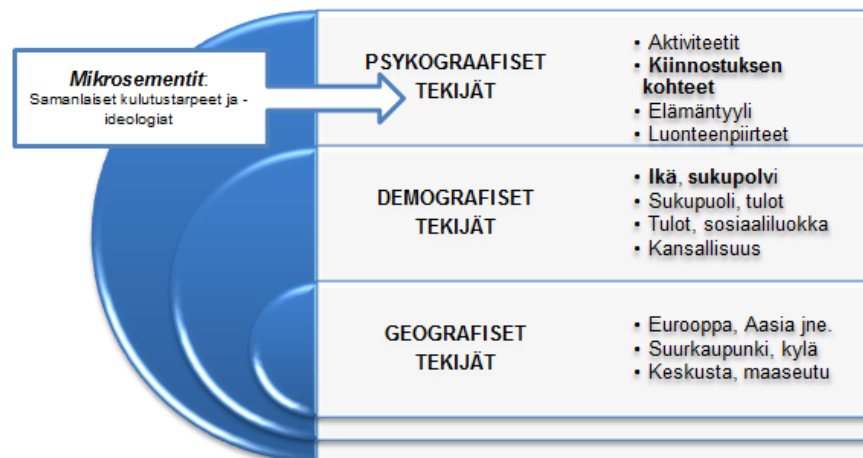 Mikrosementit:
Samanlaiset kulutustarpeet ja -
ideologiat
PSYKOGRAAFISET
TEKIJÄT
• Aktiviteetit
• Kiinnostuksen
kohteet
• Elämäntyyli
• Luonteenpiirteet
DEMOGRAFISET
TEKIJÄT
• Ikä, sukupolvi
• Sukupuoli, tulot
• Tulot, sosiaaliluokka
• Kansallisuus
GEOGRAFISET
TEKIJÄT
• Eurooppa, Aasia jne.
• Suurkaupunki, kylä
• Keskusta, maaseutu